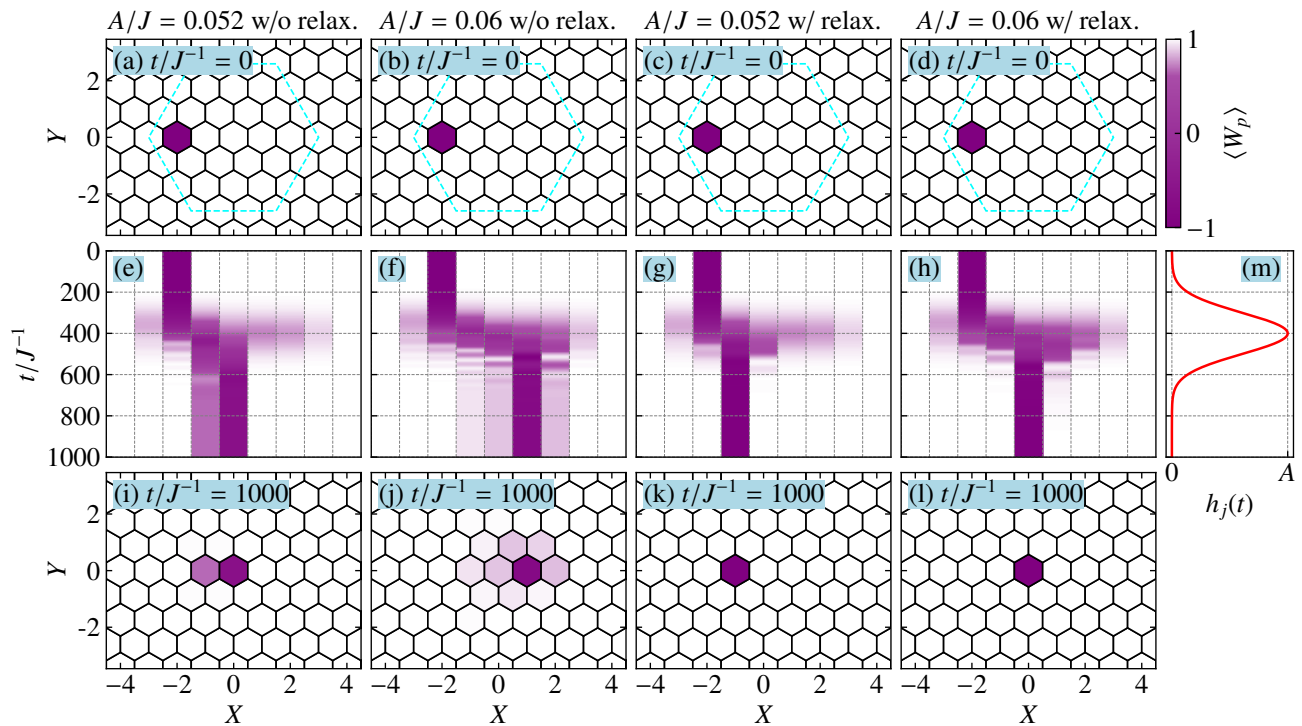 A/J = 0.052 w/o relax. A/J = 0.06 w/o relax. A/J = 0.052 w/ relax. A/J = 0.06 w/ relax.
(a) t/J⁻¹ = 0 (b) t/J⁻¹ = 0 (c) t/J⁻¹ = 0 (d) t/J⁻¹ = 0 1
2
Y 0 0 ⟨W_p⟩
−2
−1
0 (e) (f) (g) (h) (m)
200
t/J⁻¹ 400
600
800
1000 0 A
h_j(t)
(i) t/J⁻¹ = 1000 (j) t/J⁻¹ = 1000 (k) t/J⁻¹ = 1000 (l) t/J⁻¹ = 1000
2
Y 0
−2
−4 −2 0 2 4 −4 −2 0 2 4 −4 −2 0 2 4 −4 −2 0 2 4
X X X X